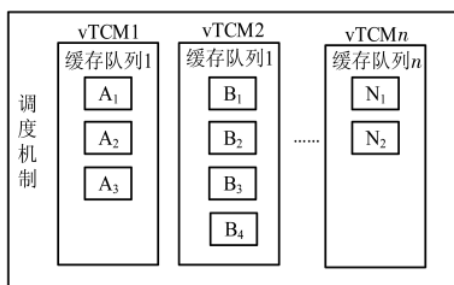 vTCM1 vTCM2 vTCMn
缓存队列1 缓存队列1 缓存队列n
调度机制
A1 B1 N1
A2 B2 …… N2
A3 B3
B4